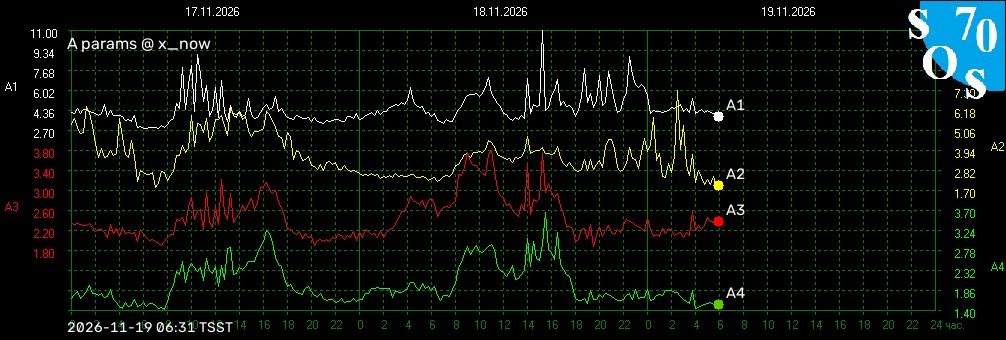 17.11.2026 18.11.2026 19.11.2026
SOS 70
A params @ x_now
11.00
9.34
7.68
6.02
4.36
2.70
A1
3.80
3.40
3.00
2.60
2.20
1.80
A3
A1
A2
A3
A4
6.18
5.06
3.94
2.82
1.70
A2
3.70
3.24
2.78
2.32
1.86
1.40
A4
2026-11-19 06:31 TSST
14 16 18 20 22 0 2 4 6 8 10 12 14 16 18 20 22 0 2 4 6 8 10 12 14 16 18 20 22 24 час.